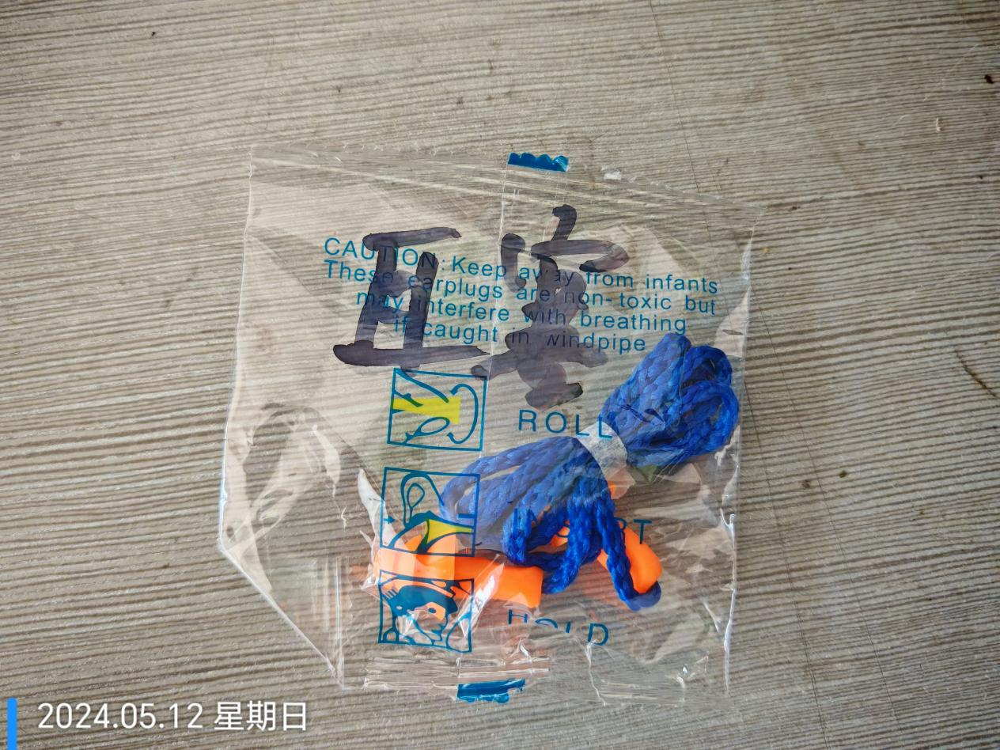 耳塞
CAUTION: Keep away from infants
These earplugs are non-toxic but
may interfere with breathing
if caught in windpipe
ROLL
HOLD
2024.05.12 星期日